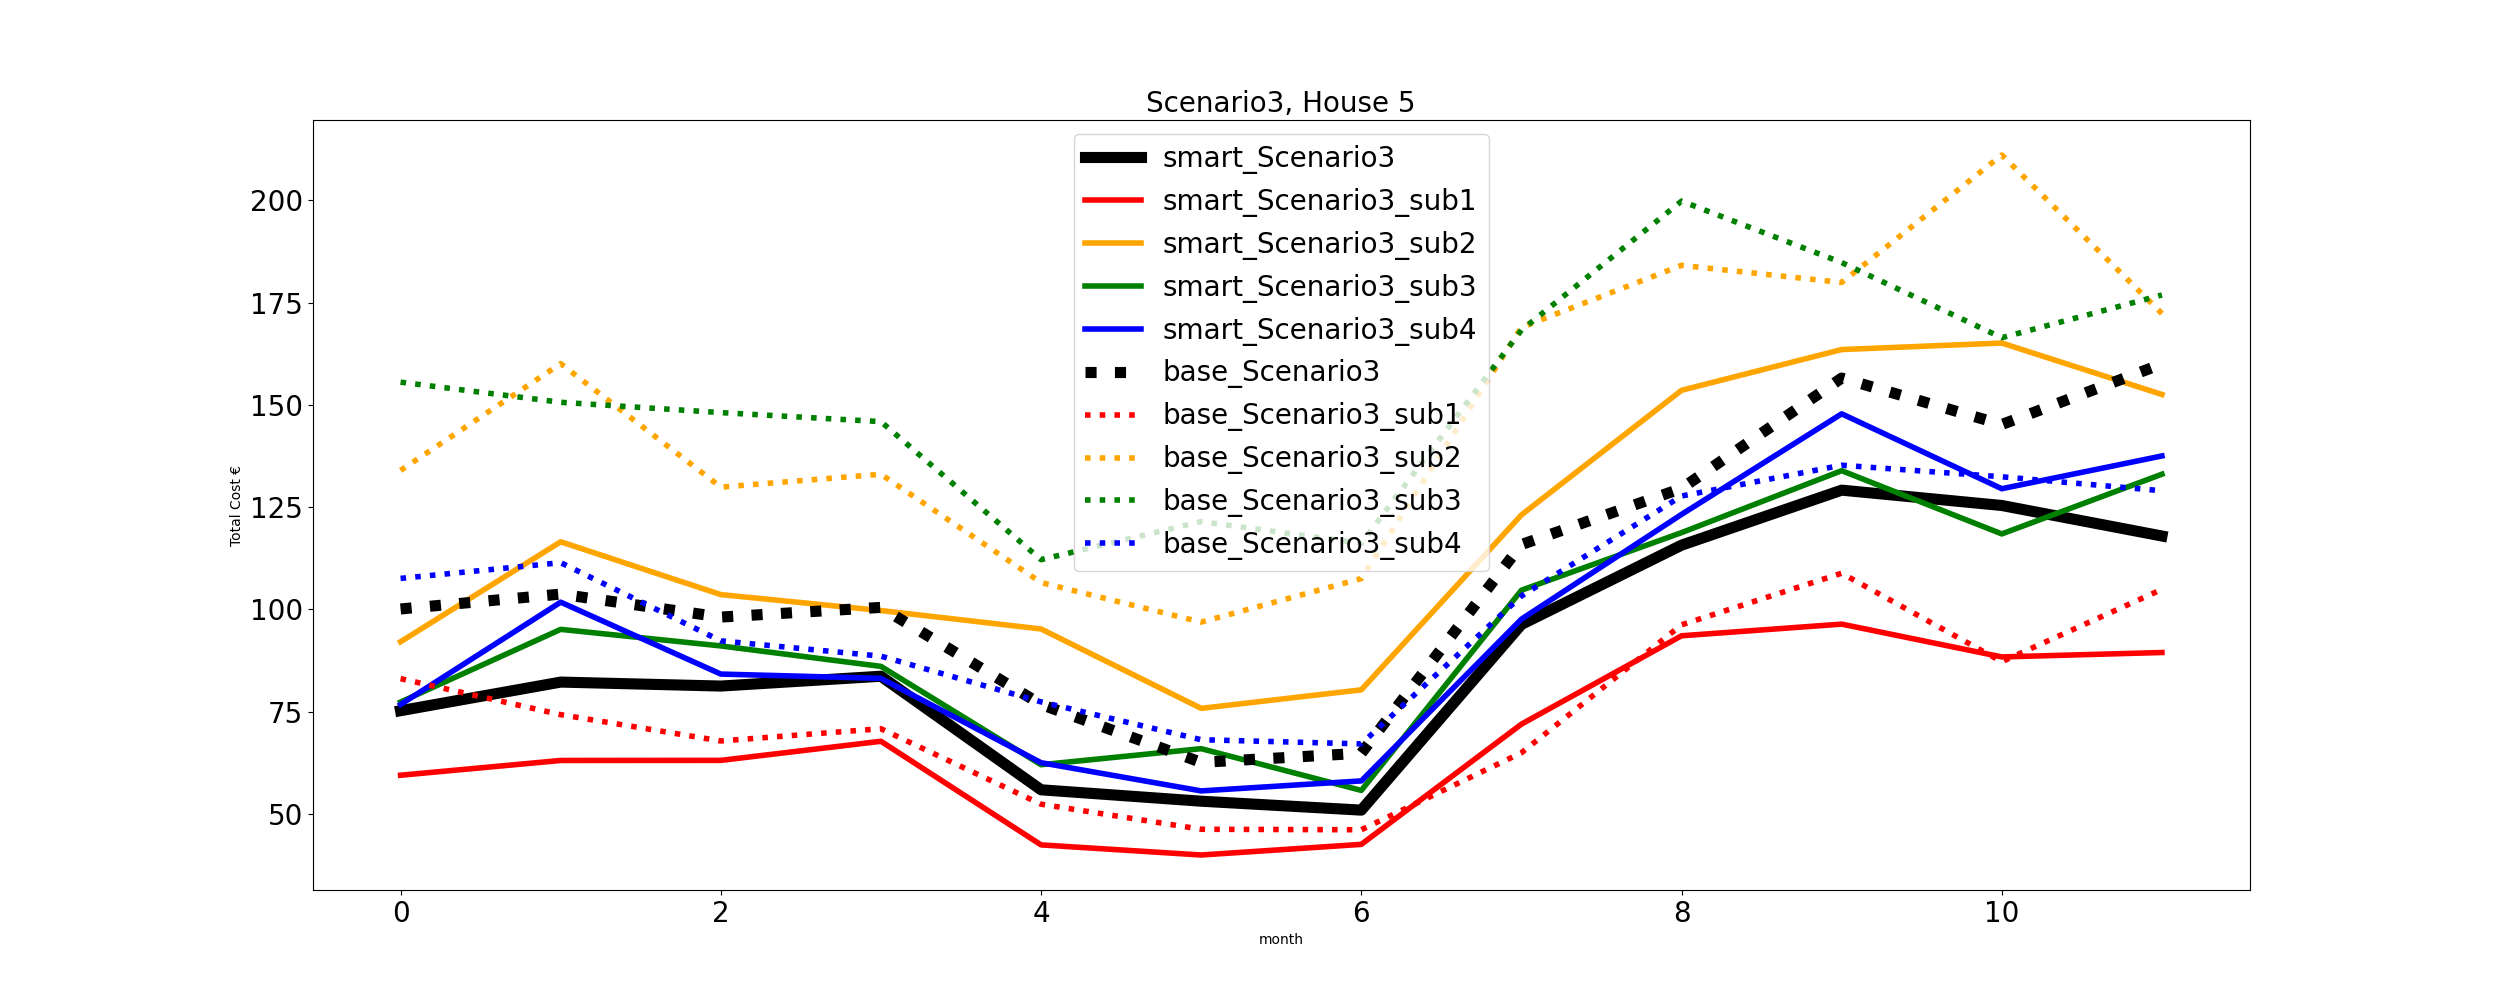 Scenario3, House 5
smart_Scenario3
smart_Scenario3_sub1
smart_Scenario3_sub2
smart_Scenario3_sub3
smart_Scenario3_sub4
base_Scenario3
base_Scenario3_sub1
base_Scenario3_sub2
base_Scenario3_sub3
base_Scenario3_sub4
Total Cost €
200
175
150
125
100
75
50
0 2 4 6 8 10
month